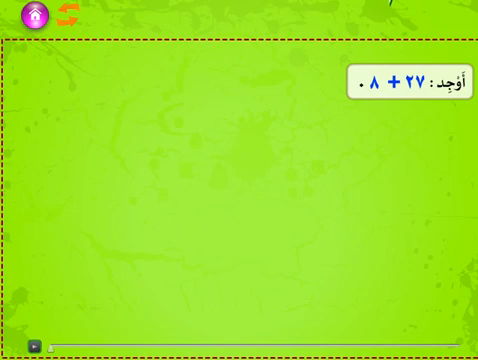 أَوْجِد : ٢٧ + ٨ .